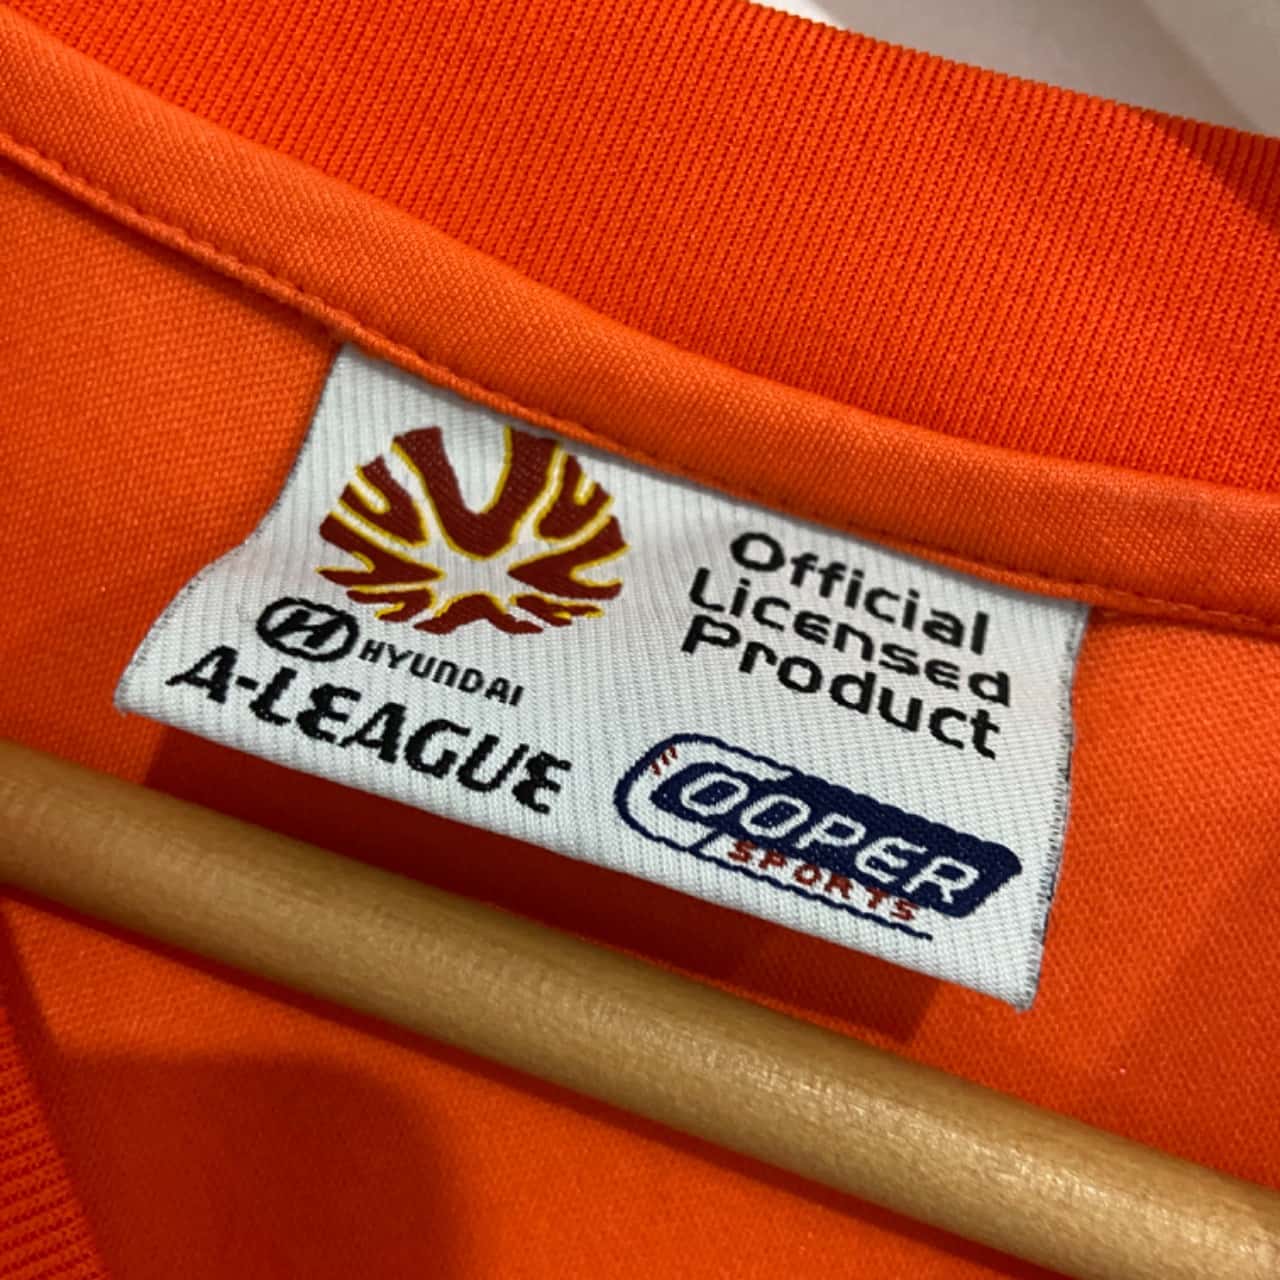 HYUNDAI
A-LEAGUE
Official
Licensed
Product
COOPER
SPORTS